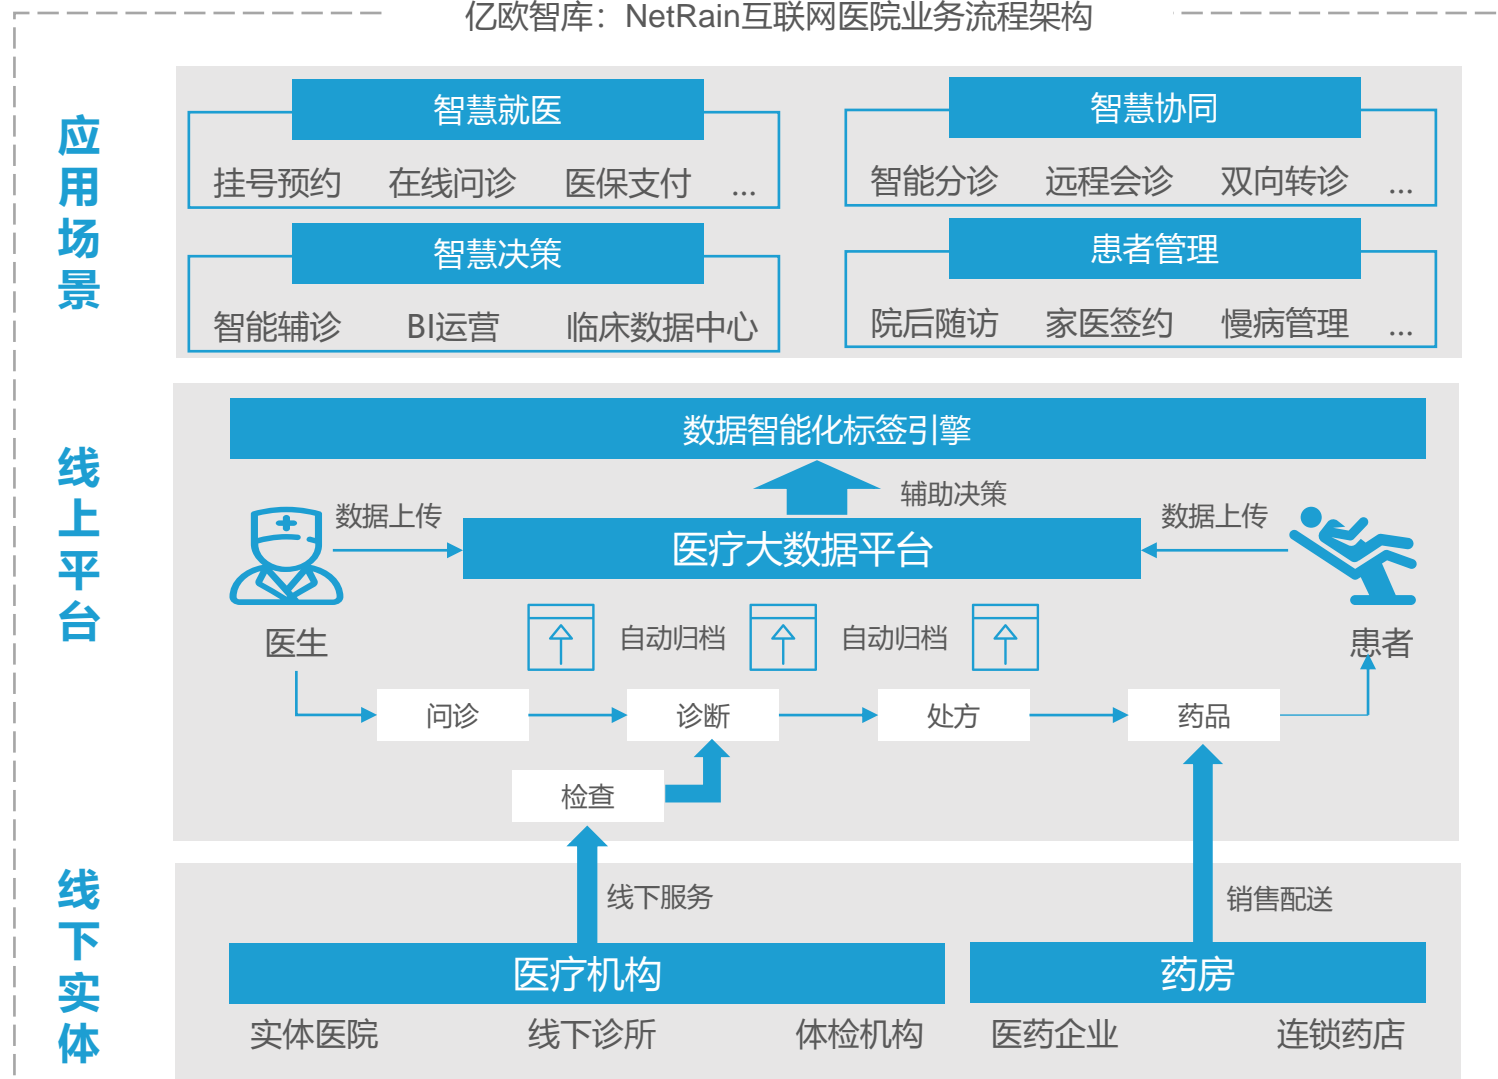 亿欧智库：NetRain互联网医院业务流程架构
应用场景
智慧就医
挂号预约 在线问诊 医保支付 ...
智慧协同
智能分诊 远程会诊 双向转诊 ...
智慧决策
智能辅诊 BI运营 临床数据中心
患者管理
院后随访 家医签约 慢病管理 ...
线上平台
数据智能化标签引擎
辅助决策
数据上传
医疗大数据平台
数据上传
医生
自动归档
自动归档
患者
问诊
诊断
处方
药品
检查
线下实体
线下服务
销售配送
医疗机构
药房
实体医院 线下诊所 体检机构
医药企业 连锁药店